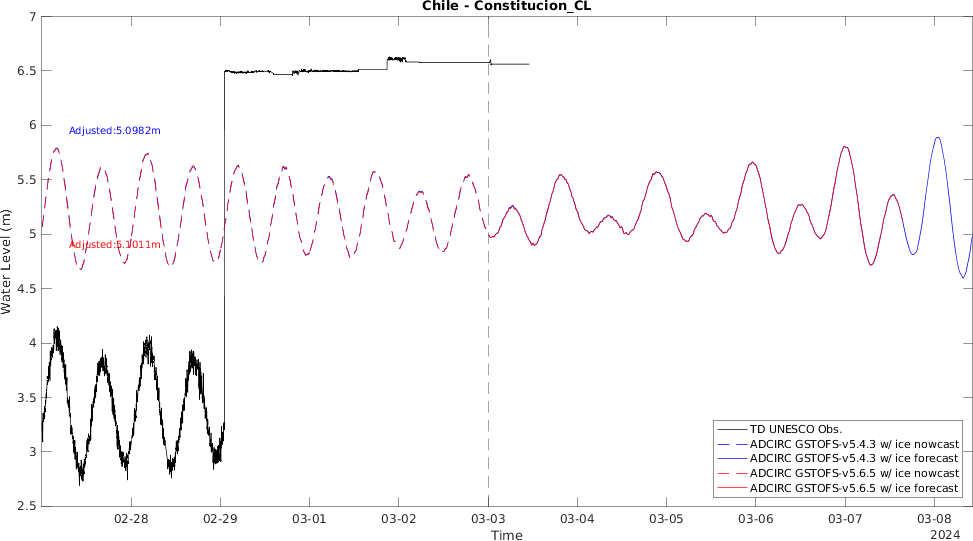 Chile - Constitucion_CL
7
6.5
6
5.5
5
4.5
4
3.5
3
2.5
Water Level (m)
Adjusted:5.0982m
Adjusted:5.1011m
TD UNESCO Obs.
ADCIRC GSTOFS-v5.4.3 w/ ice nowcast
ADCIRC GSTOFS-v5.4.3 w/ ice forecast
ADCIRC GSTOFS-v5.6.5 w/ ice nowcast
ADCIRC GSTOFS-v5.6.5 w/ ice forecast
02-28 02-29 03-01 03-02 03-03 03-04 03-05 03-06 03-07 03-08
Time
2024